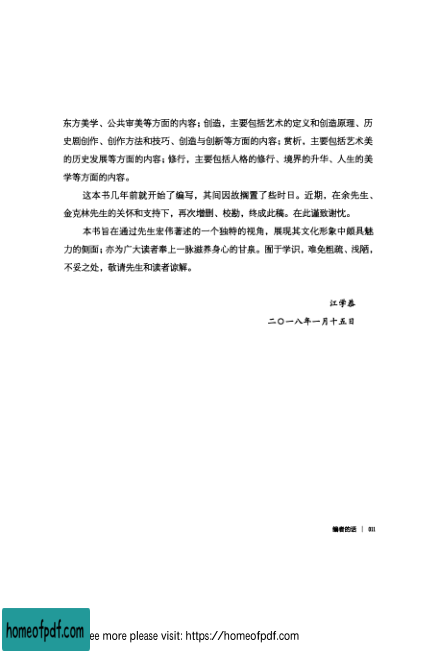 东方美学、公共审美等方面的内容；创造，主要包括艺术的定义和创造原理、历
史剧创作、创作方法和技巧、创造与创新等方面的内容；赏析，主要包括艺术美
的历史发展等方面的内容；修行，主要包括人格的修行、境界的升华、人生的美
学等方面的内容。
这本书几年前就开始了编写，其间因故搁置了些时日。近期，在余先生、
金克林先生的关怀和支持下，再次增删、校勘，终成此稿。在此谨致谢忱。
本书旨在通过先生宏伟著述的一个独特的视角，展现其文化形象中颇具魅
力的侧面；亦为广大读者奉上一脉滋养身心的甘泉。囿于学识，难免粗疏、浅陋，
不妥之处，敬请先生和读者谅解。
江学恭
二〇一八年一月十五日
编者的话 | 011
homeofpdf.com
ee more please visit: https://homeofpdf.com